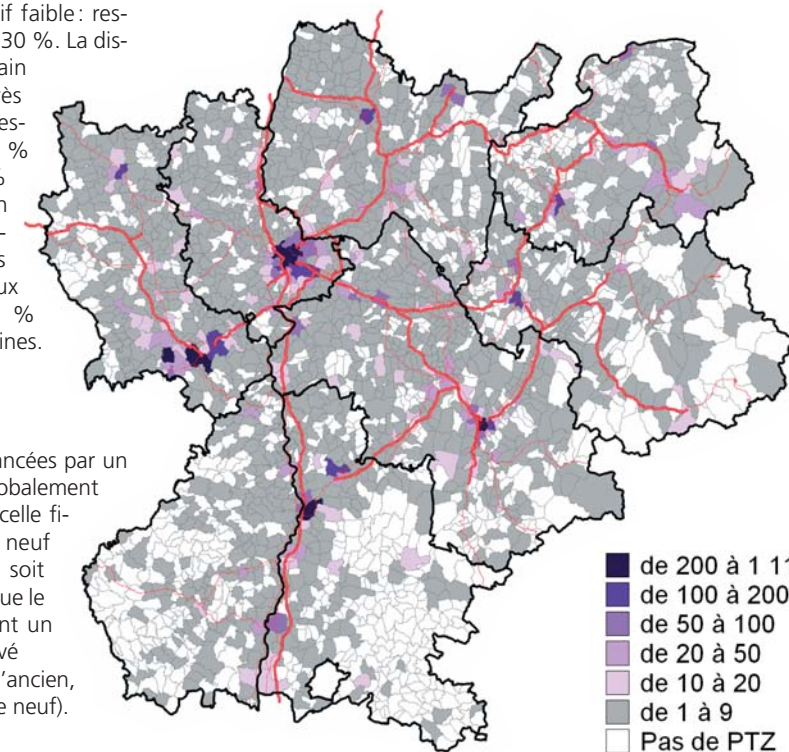 if faible : res-
30 %. La dis-
ain
rès
es-
%
%
n
-
s
ux
%
ines.
ancées par un
obalement
celle fi-
neuf
soit
ue le
nt un
vé
'ancien,
e neuf).
de 200 à 1 11
de 100 à 200
de 50 à 100
de 20 à 50
de 10 à 20
de 1 à 9
Pas de PTZ